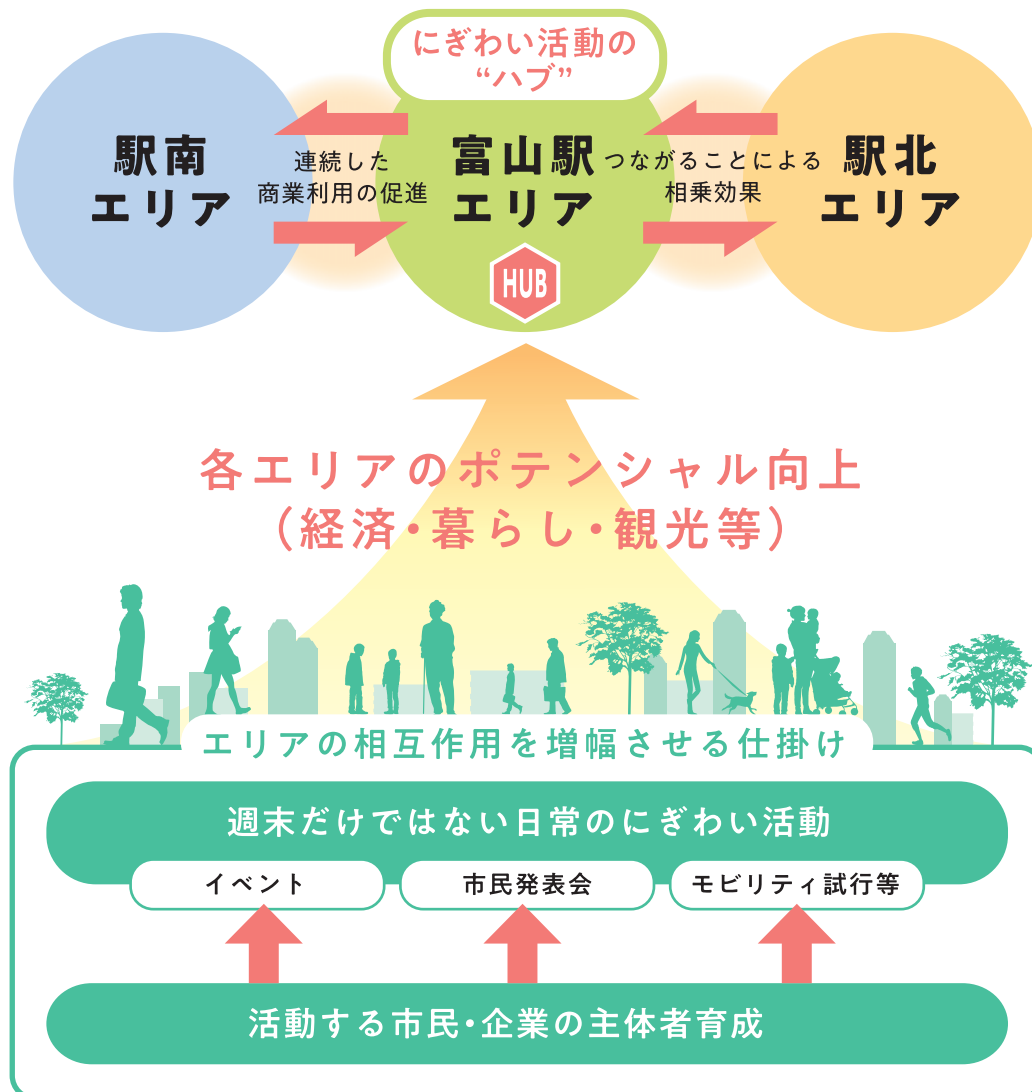 にぎわい活動の
“ハブ”
駅南
エリア
連続した
商業利用の促進
富山駅
エリア
つながることによる
相乗効果
駅北
エリア
HUB
各エリアのポテンシャル向上
（経済・暮らし・観光等）
エリアの相互作用を増幅させる仕掛け
週末だけではない日常のにぎわい活動
イベント
市民発表会
モビリティ試行等
活動する市民・企業の主体者育成